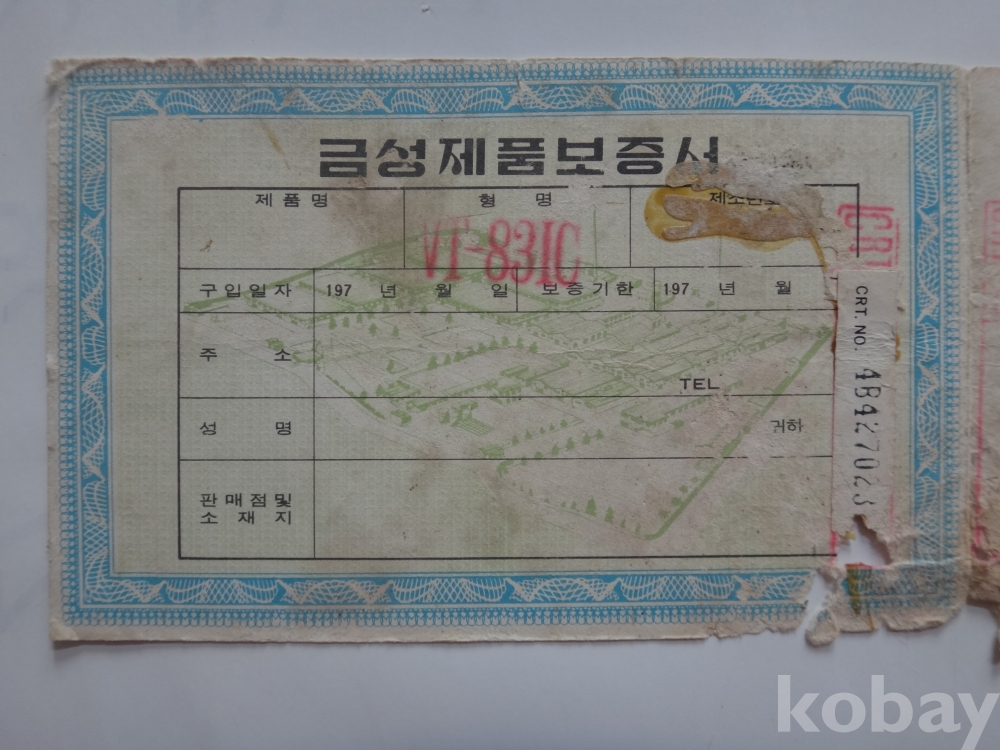 금성제품보증서
제품명 형명
VT-831C
구입일자 197 년 월 일 보증기한 197 년 월
주소
TEL
성명 귀하
판매점및
소재지
CRT
CRT. NO. 4B427023
kobay